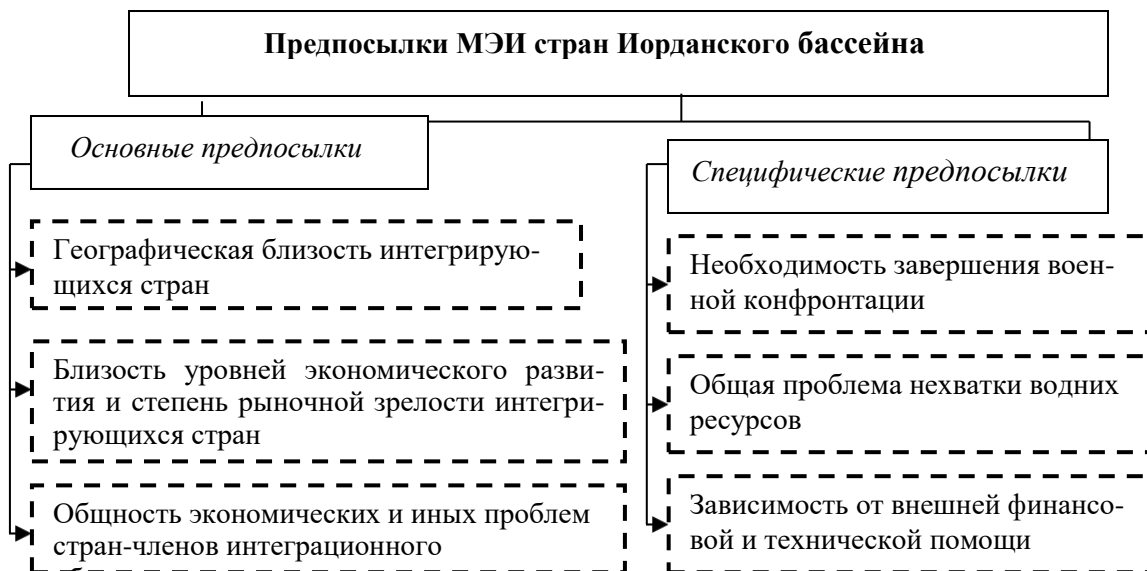 Предпосылки МЭИ стран Иорданского бассейна
Основные предпосылки
Географическая близость интегрирую-
щихся стран
Близость уровней экономического разви-
тия и степень рыночной зрелости интегри-
рующихся стран
Общность экономических и иных проблем
стран-членов интеграционного
Специфические предпосылки
Необходимость завершения воен-
ной конфронтации
Общая проблема нехватки водних
ресурсов
Зависимость от внешней финансо-
вой и технической помощи